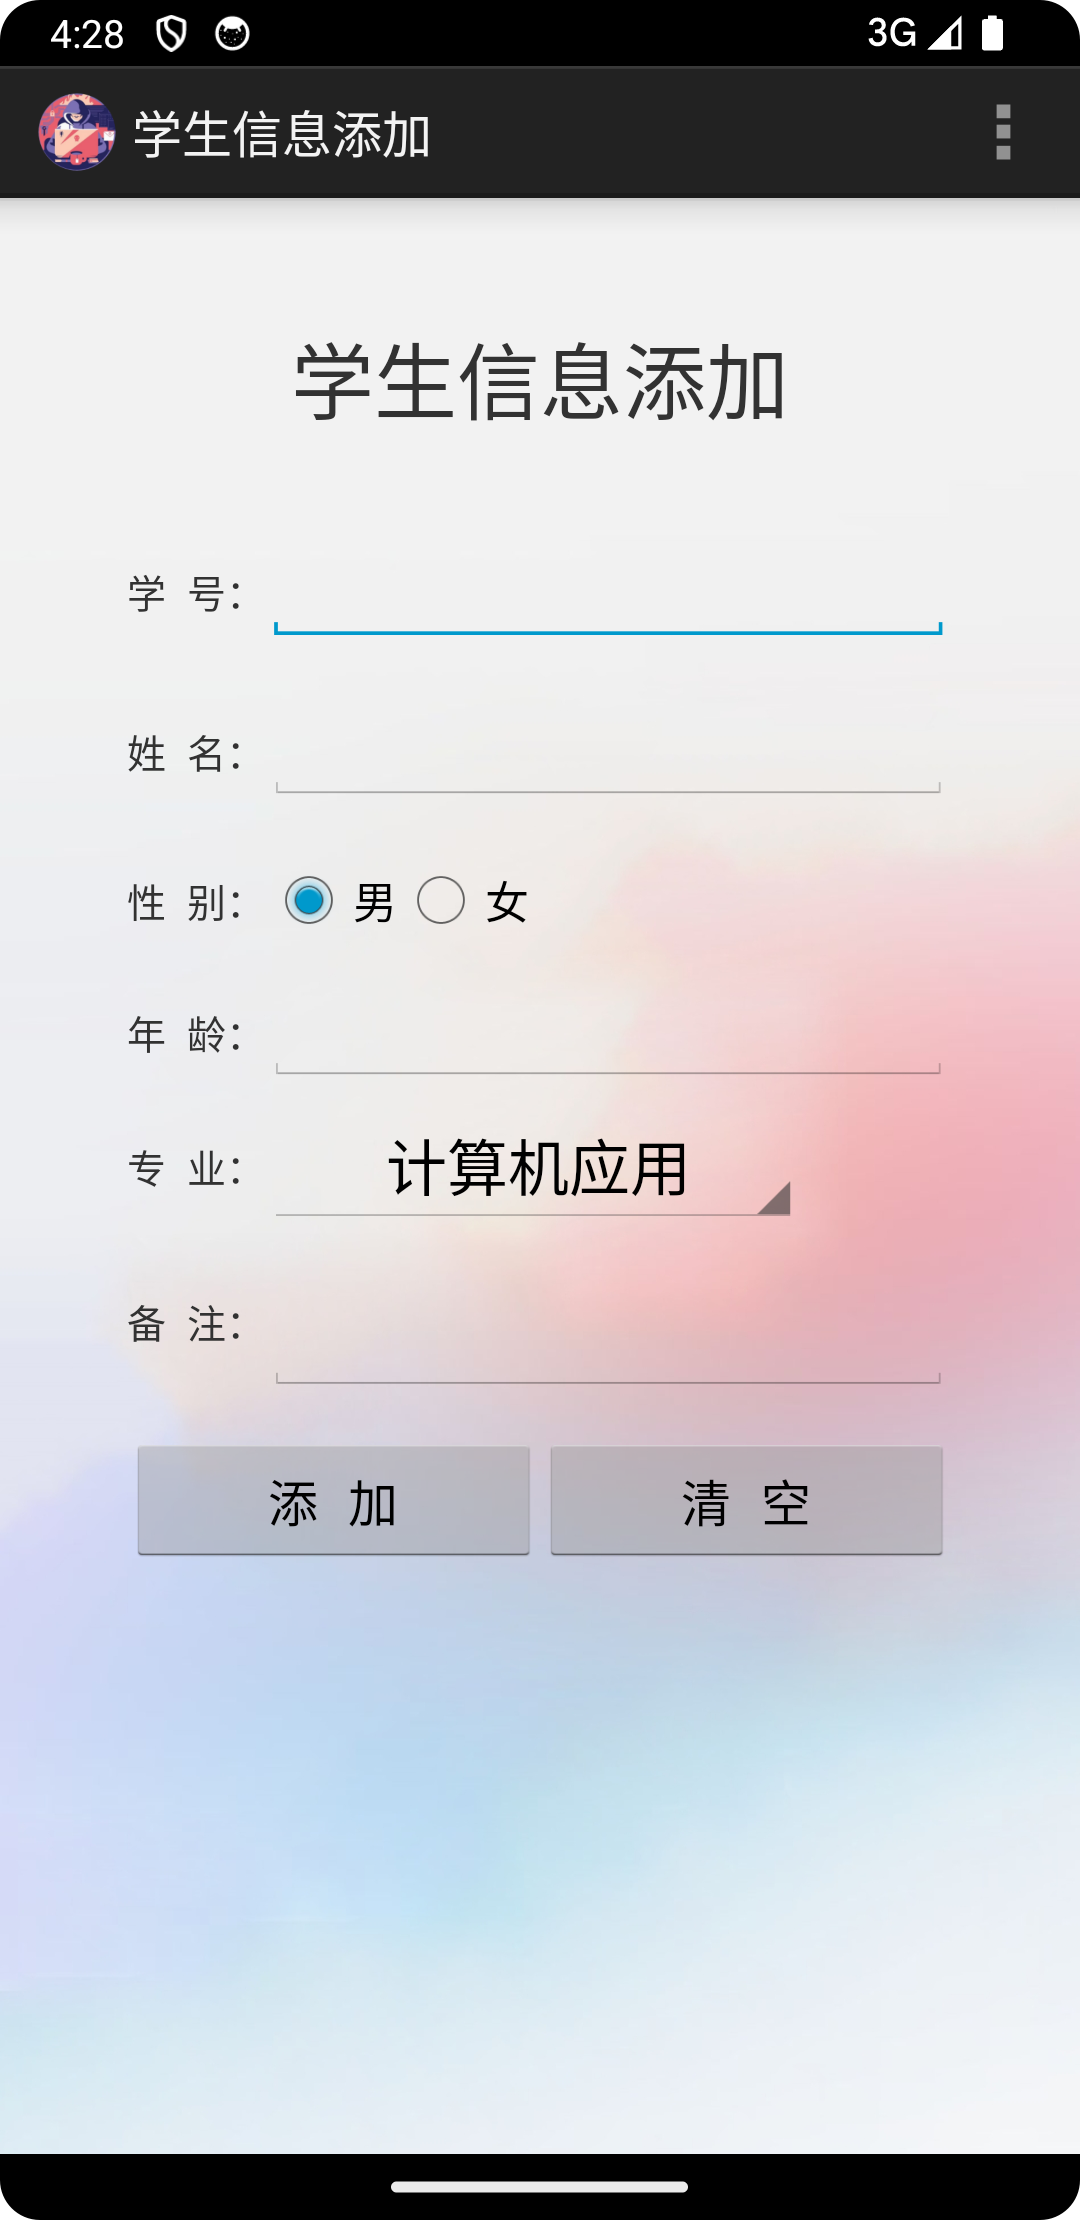 4:28 3G
学生信息添加
学生信息添加
学 号：
姓 名：
性 别： 男 女
年 龄：
专 业： 计算机应用
备 注：
添 加 清 空